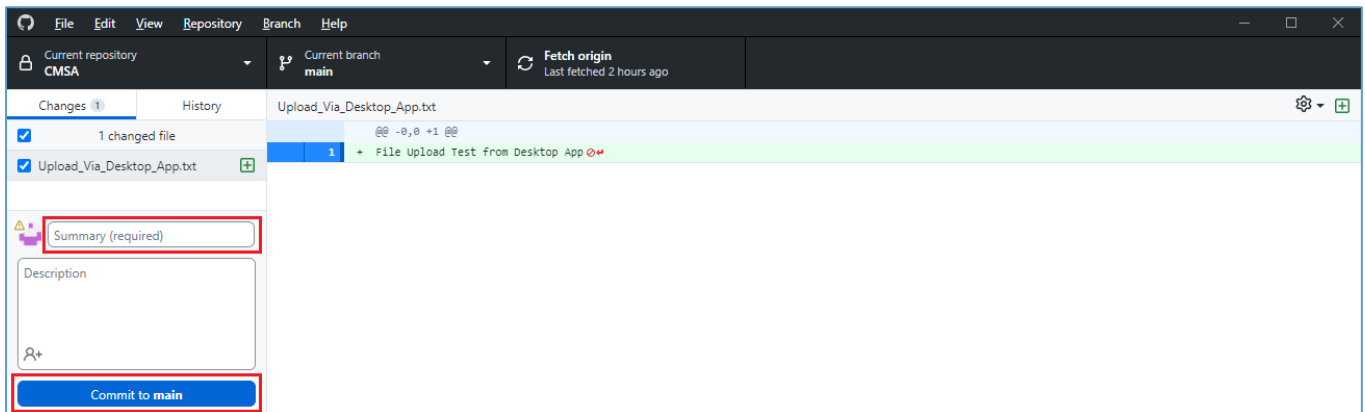 File Edit View Repository Branch Help
Current repository
CMSA
Current branch
main
Fetch origin
Last fetched 2 hours ago
Changes 1 History
Upload_Via_Desktop_App.txt
1 changed file
Upload_Via_Desktop_App.txt
@@ -0,0 +1 @@
1 + File Upload Test from Desktop App
Summary (required)
Description
Commit to main